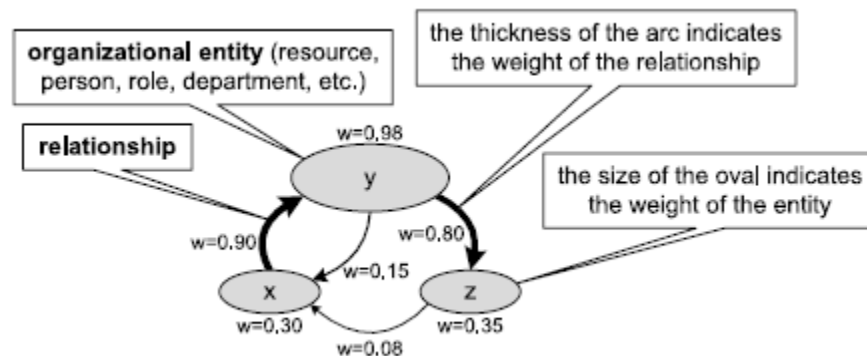 organizational entity (resource,
person, role, department, etc.)
the thickness of the arc indicates
the weight of the relationship
relationship
w=0.98
y
the size of the oval indicates
the weight of the entity
w=0.90
w=0.80
w=0.15
x
z
w=0.30
w=0.35
w=0.08